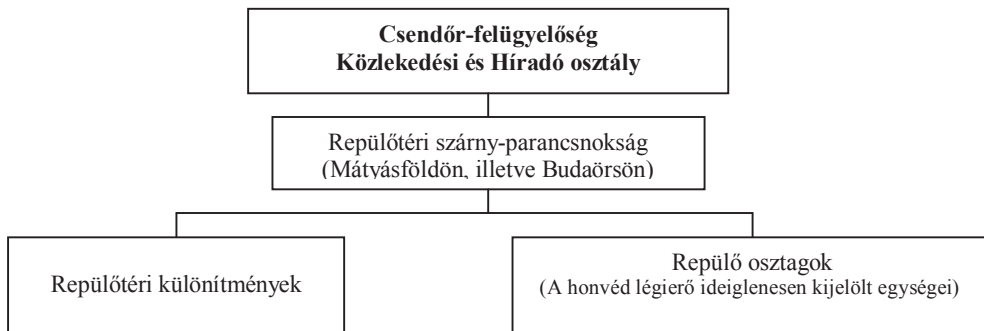 Csendőr-felügyelőség
Közlekedési és Híradó osztály
Repülőtéri szárny-parancsnokság
(Mátyásföldön, illetve Budaörsön)
Repülőtéri különítmények
Repülő osztagok
(A honvéd légierő ideiglenesen kijelölt egységei)